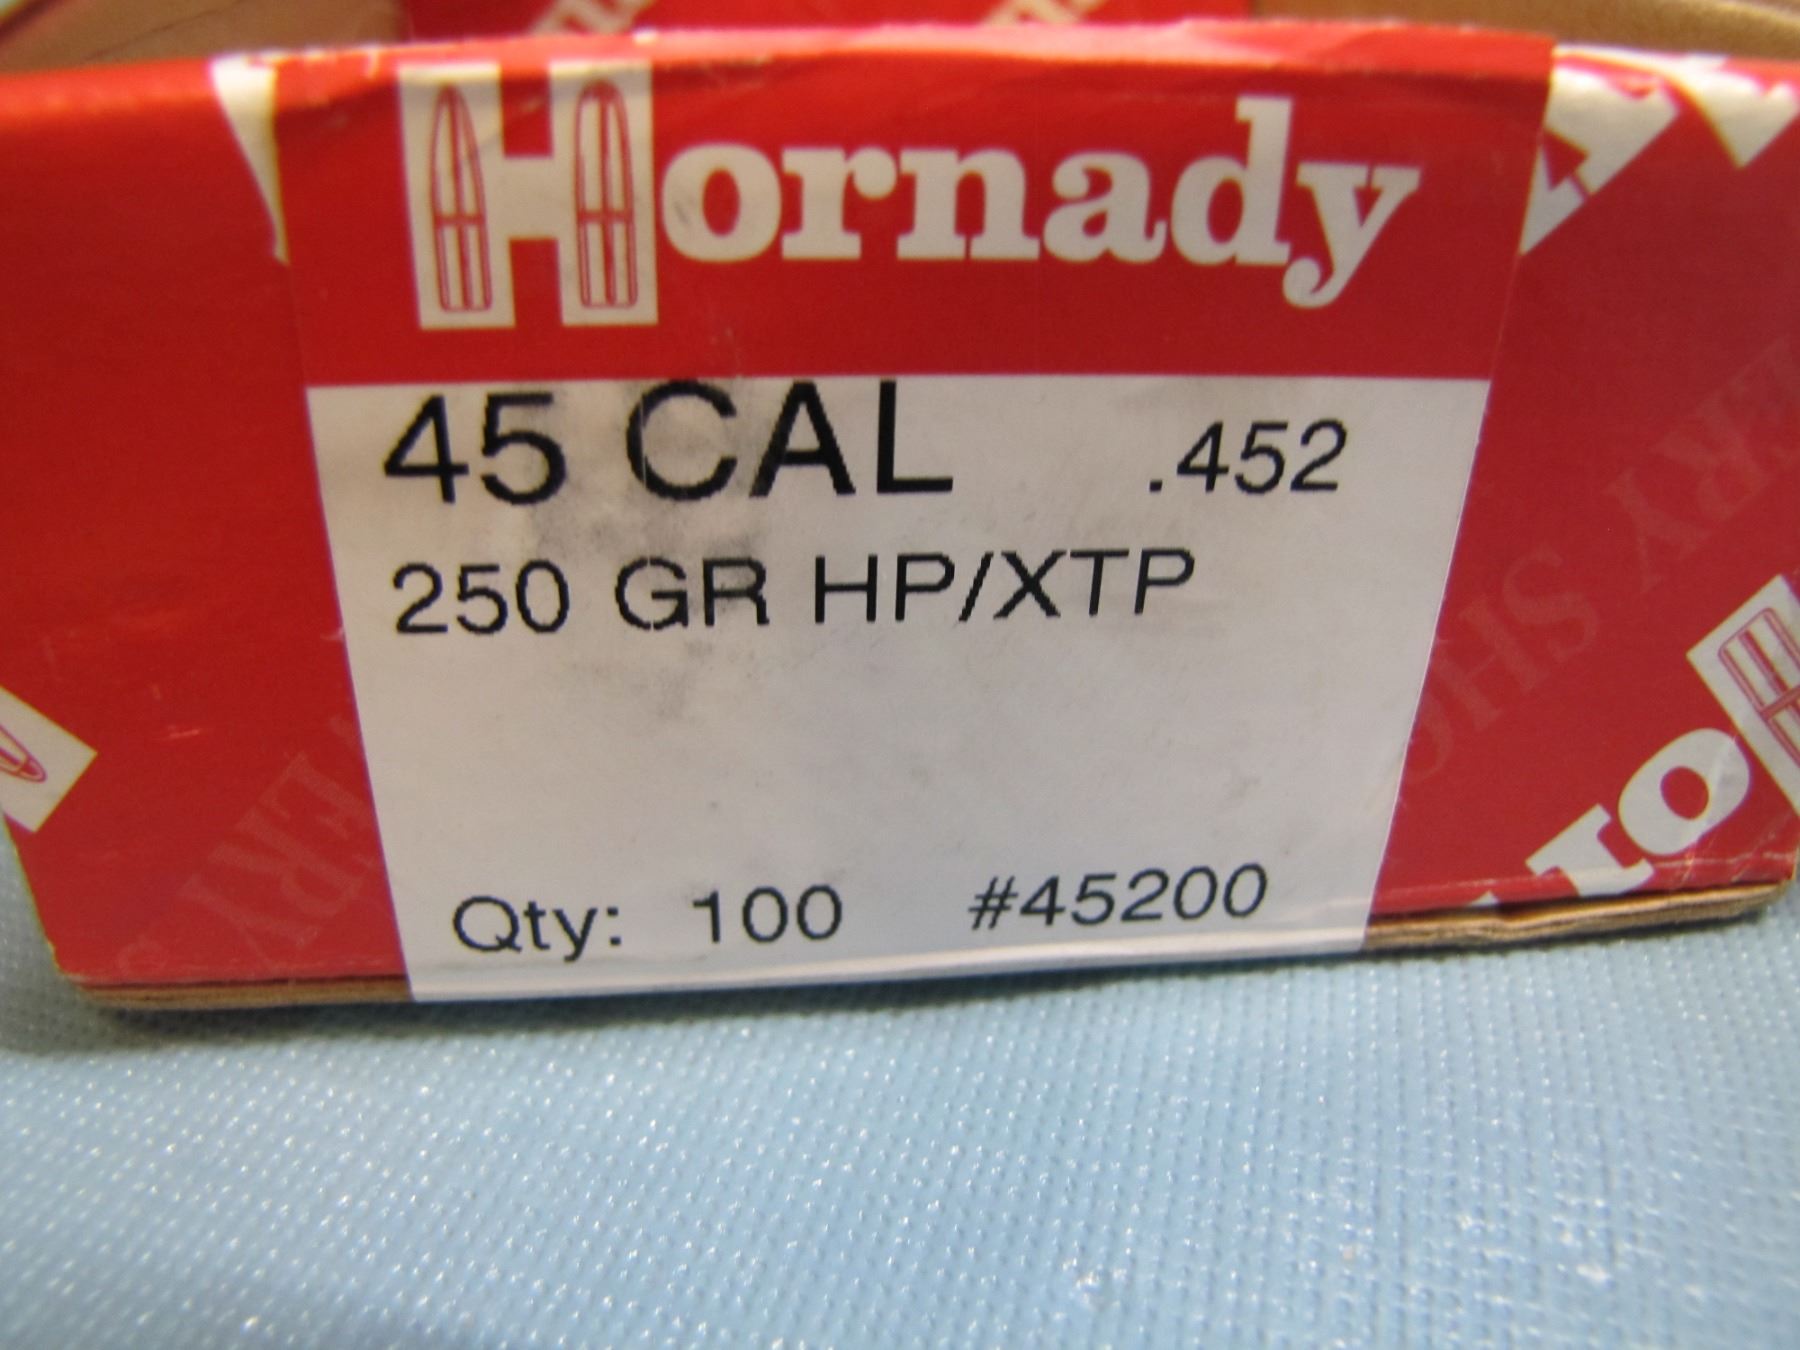 Hornady
45 CAL .452
250 GR HP/XTP
Qty: 100 #45200